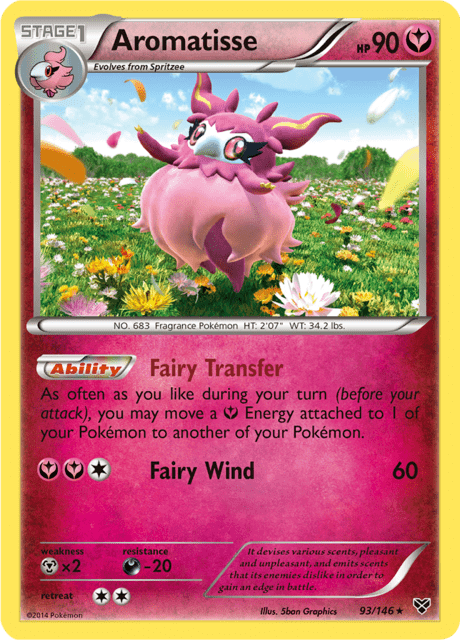 STAGE1
Aromatisse
HP 90
Evolves from Spritzee
NO. 683 Fragrance Pokémon HT: 2'07" WT: 34.2 lbs.
Ability Fairy Transfer
As often as you like during your turn (before your
attack), you may move a Energy attached to 1 of
your Pokémon to another of your Pokémon.
Fairy Wind 60
weakness resistance
×2 -20
retreat
It devises various scents, pleasant
and unpleasant, and emits scents
that its enemies dislike in order to
gain an edge in battle.
©2014 Pokémon
Illus. 5ban Graphics 93/146 ★